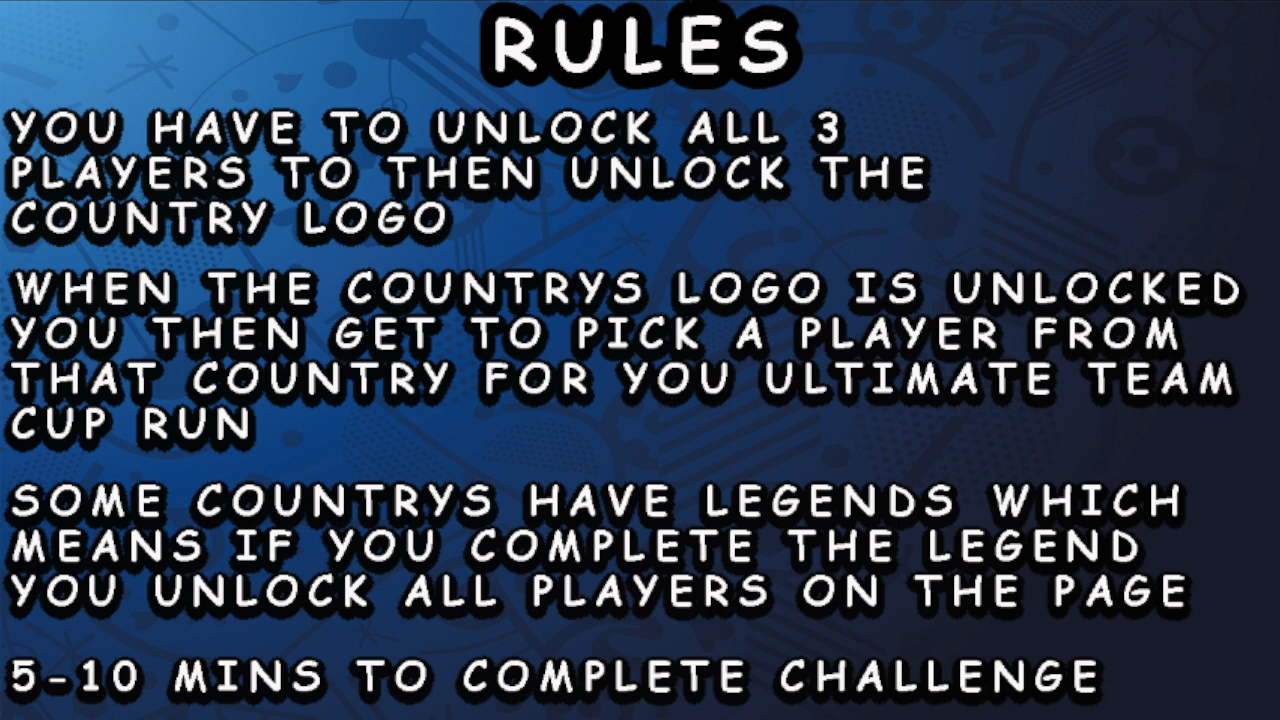 RULES
YOU HAVE TO UNLOCK ALL 3
PLAYERS TO THEN UNLOCK THE
COUNTRY LOGO
WHEN THE COUNTRYS LOGO IS UNLOCKED
YOU THEN GET TO PICK A PLAYER FROM
THAT COUNTRY FOR YOU ULTIMATE TEAM
CUP RUN
SOME COUNTRYS HAVE LEGENDS WHICH
MEANS IF YOU COMPLETE THE LEGEND
YOU UNLOCK ALL PLAYERS ON THE PAGE
5-10 MINS TO COMPLETE CHALLENGE